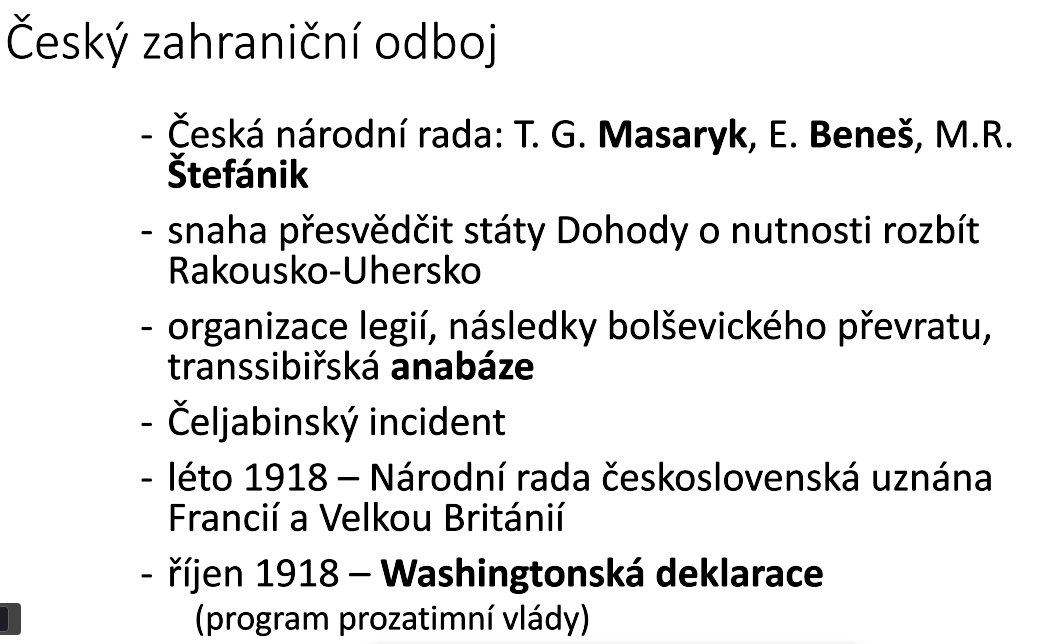 Český zahraniční odboj
- Česká národní rada: T. G. Masaryk, E. Beneš, M.R.
Štefánik
- snaha přesvědčit státy Dohody o nutnosti rozbít
Rakousko-Uhersko
- organizace legií, následky bolševického převratu,
transsibiřská anabáze
- Čeljabinský incident
- léto 1918 – Národní rada československá uznána
Francií a Velkou Británií
- říjen 1918 – Washingtonská deklarace
(program prozatimní vlády)